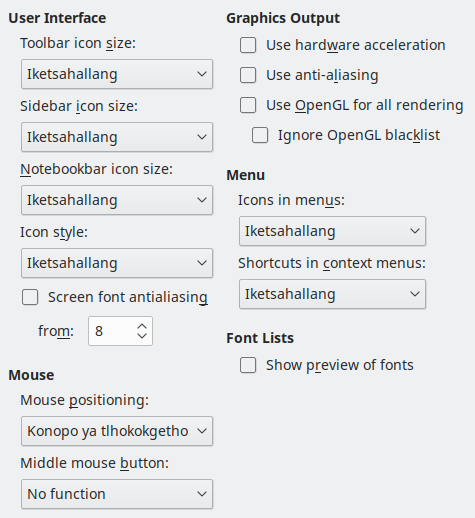 User Interface
Toolbar icon size:
Iketsahallang
Sidebar icon size:
Iketsahallang
Notebookbar icon size:
Iketsahallang
Icon style:
Iketsahallang
Screen font antialiasing
from: 8
Mouse
Mouse positioning:
Konopo ya tlhokokgetho
Middle mouse button:
No function
Graphics Output
Use hardware acceleration
Use anti-aliasing
Use OpenGL for all rendering
Ignore OpenGL blacklist
Menu
Icons in menus:
Iketsahallang
Shortcuts in context menus:
Iketsahallang
Font Lists
Show preview of fonts